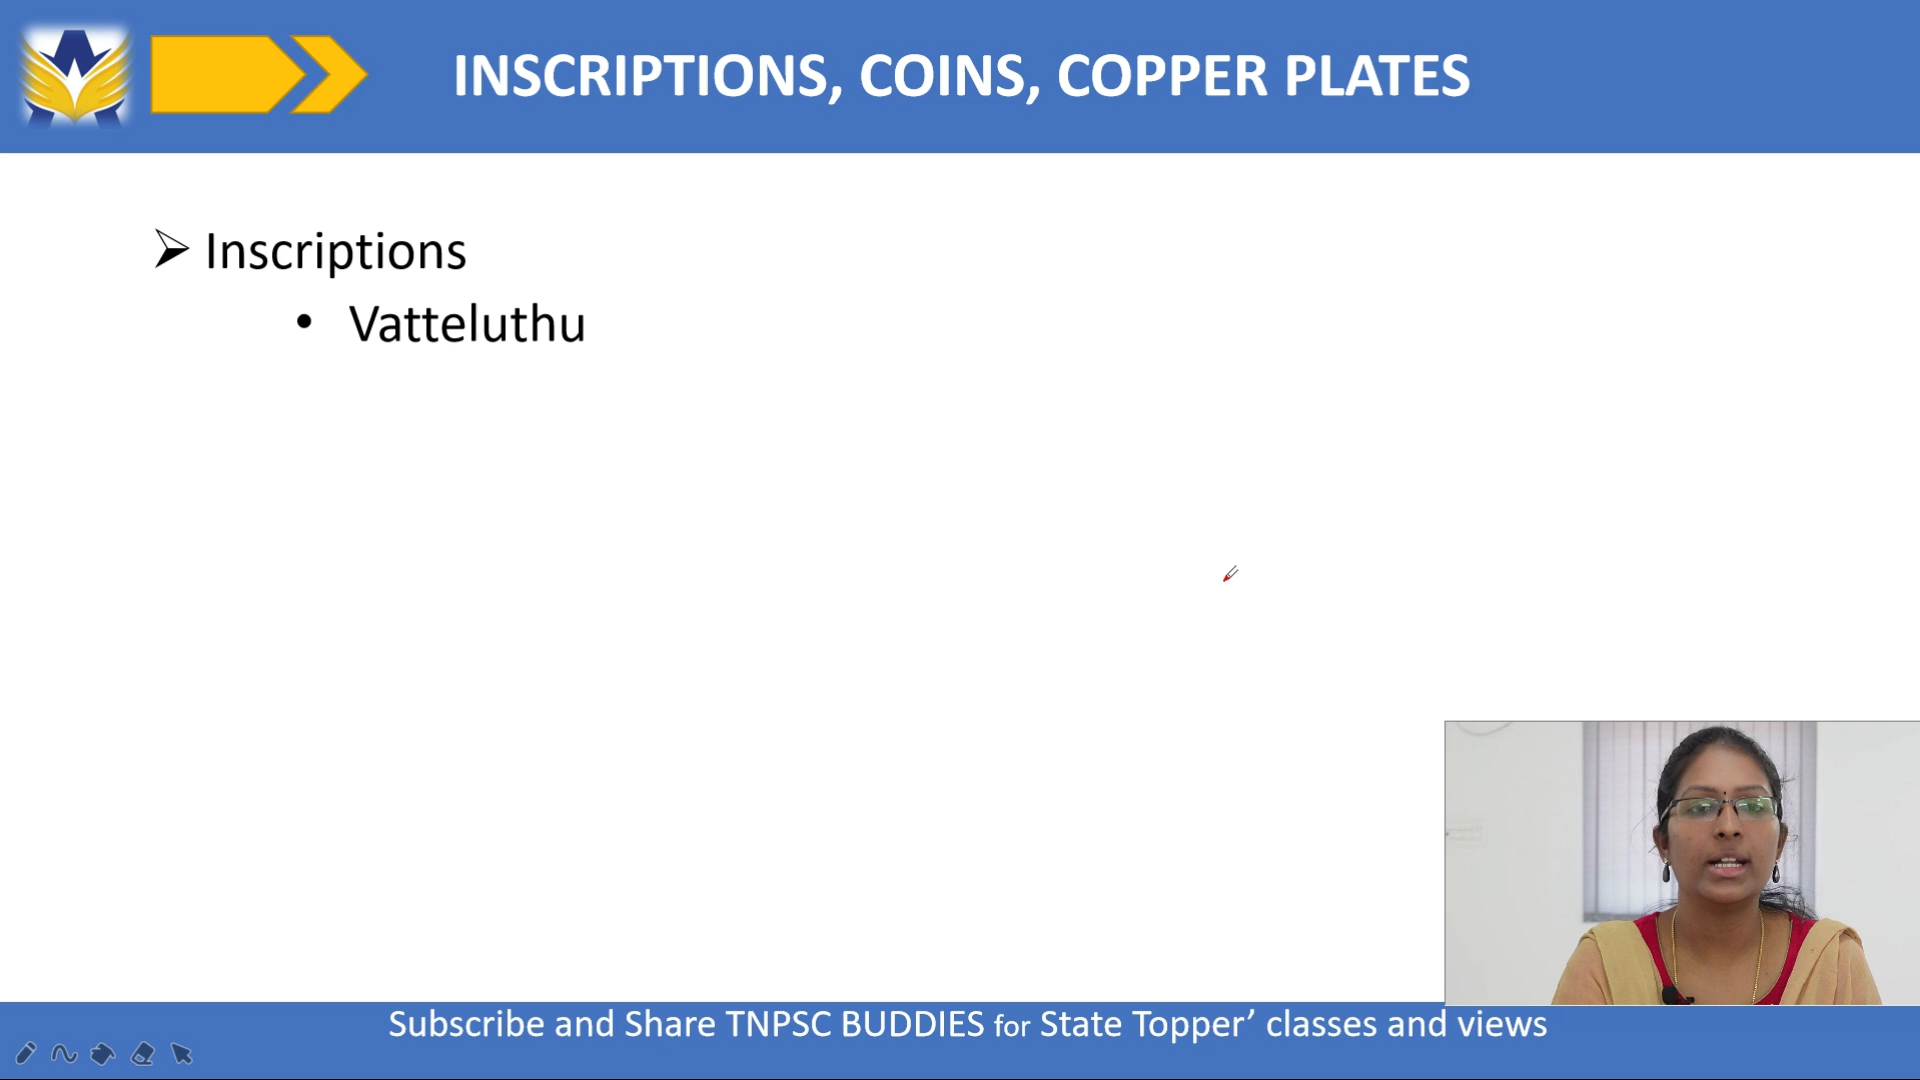 INSCRIPTIONS, COINS, COPPER PLATES
Inscriptions
Vatteluthu
Subscribe and Share TNPSC BUDDIES for State Topper’ classes and views